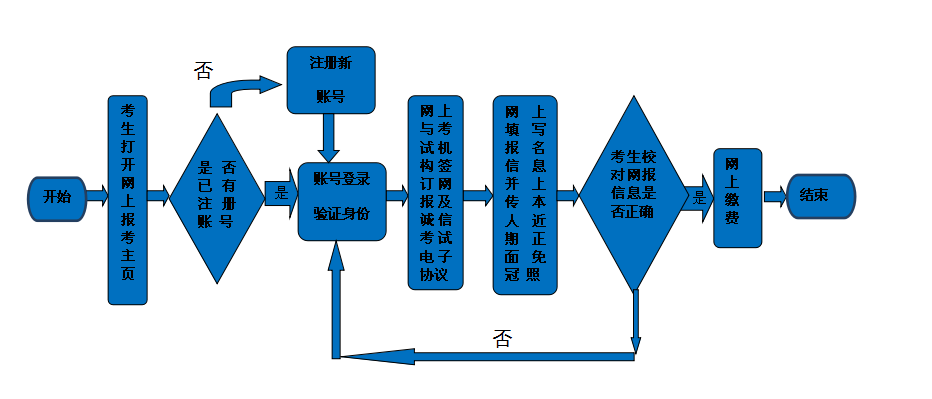 开始
考
生
打
开
网
上
报
考
主
页
是 否
已 有
注 册
账 号
否
注册新
账号
是
账号登录
验证身份
网 上
与 考
试 机
构 签
订 网
报 及
诚 信
考 试
电 子
协议
网 上
填 写
报 名
信 息
并 上
传 本
人 近
期 正
面 免
冠 照
考生校
对网报
信息是
否正确
是
网
上
缴
费
结束
否